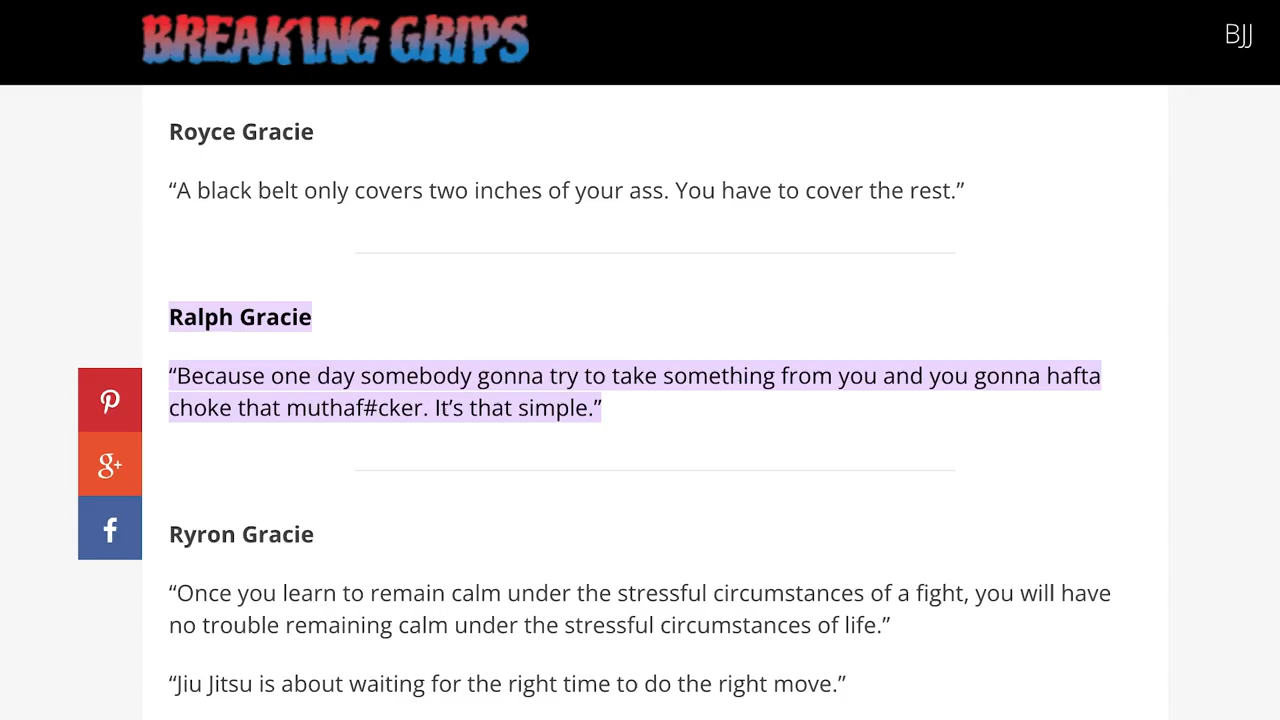 BREAKING GRIPS
BJJ
Royce Gracie
“A black belt only covers two inches of your ass. You have to cover the rest.”
Ralph Gracie
“Because one day somebody gonna try to take something from you and you gonna hafta
choke that muthaf#cker. It’s that simple.”
g+
f
Ryron Gracie
“Once you learn to remain calm under the stressful circumstances of a fight, you will have
no trouble remaining calm under the stressful circumstances of life.”
“Jiu Jitsu is about waiting for the right time to do the right move.”